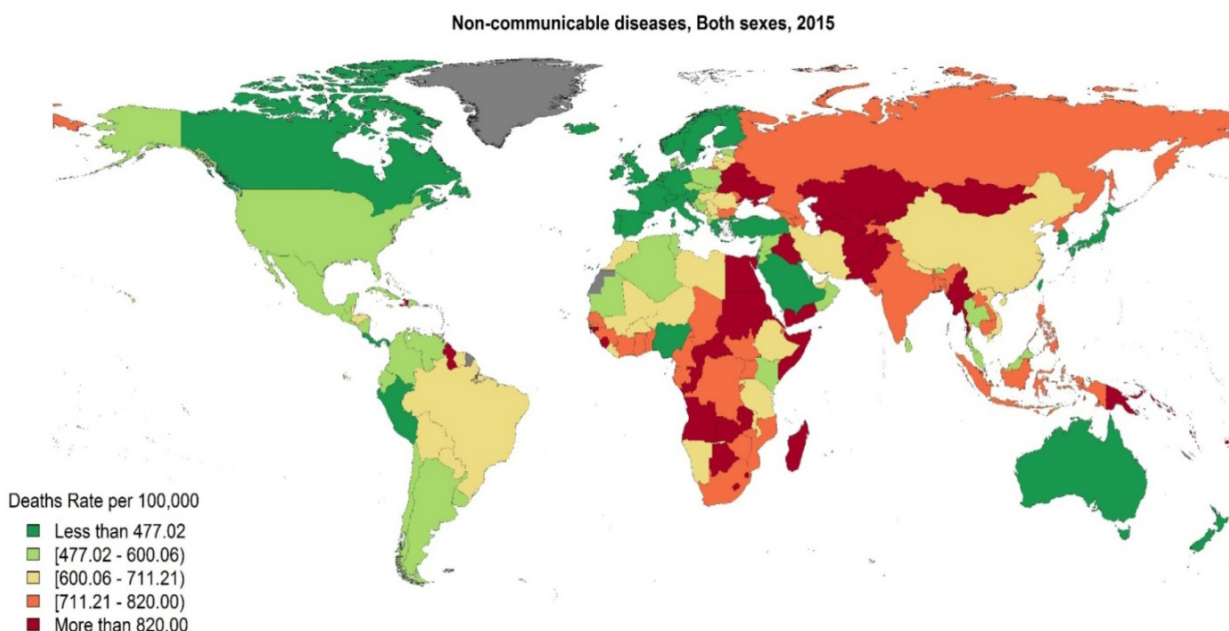 Non-communicable diseases, Both sexes, 2015
Deaths Rate per 100,000
Less than 477.02
[477.02 - 600.06)
[600.06 - 711.21)
[711.21 - 820.00)
More than 820.00